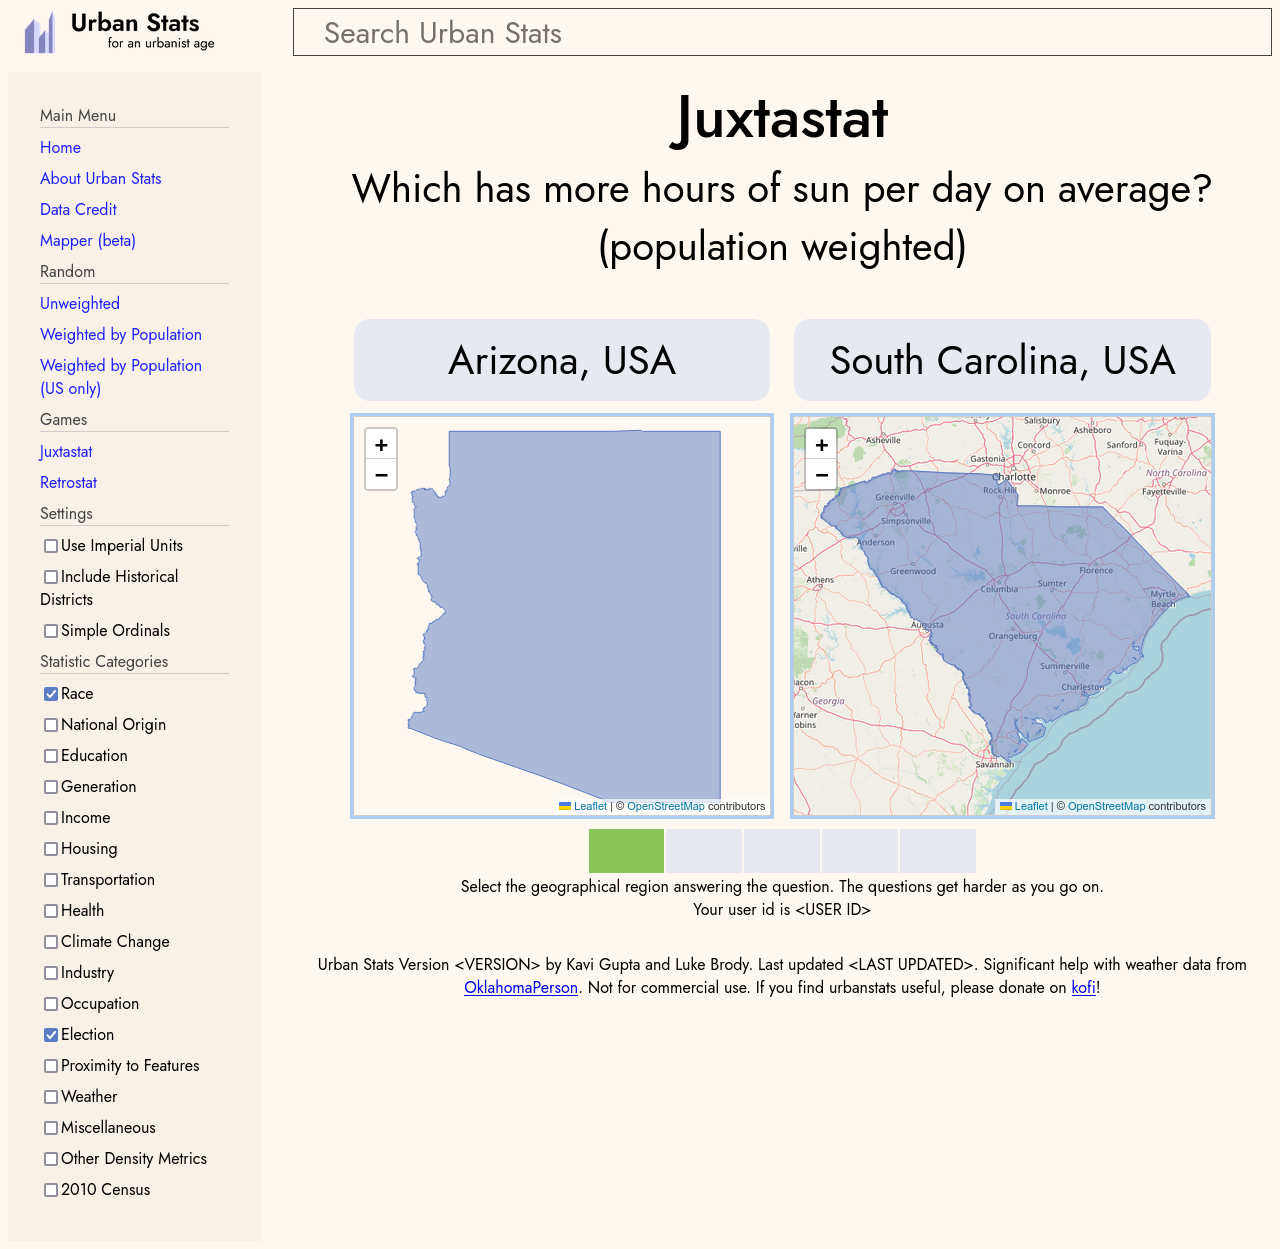 Urban Stats
for an urbanist age
Search Urban Stats
Main Menu
Home
About Urban Stats
Data Credit
Mapper (beta)
Random
Unweighted
Weighted by Population
Weighted by Population
(US only)
Games
Juxtastat
Retrostat
Settings
Use Imperial Units
Include Historical
Districts
Simple Ordinals
Statistic Categories
Race
National Origin
Education
Generation
Income
Housing
Transportation
Health
Climate Change
Industry
Occupation
Election
Proximity to Features
Weather
Miscellaneous
Other Density Metrics
2010 Census
Juxtastat
Which has more hours of sun per day on average?
(population weighted)
Arizona, USA
South Carolina, USA
+
−
Leaflet | © OpenStreetMap contributors
+
−
Salisbury
Asheboro
Asheville
Concord
Sanford
Fuquay-
Varina
Gastonia
Charlotte
North Carolina
Rock Hill
Monroe
Fayetteville
Greenville
Simpsonville
Anderson
ville
Athens
Greenwood
Florence
Columbia
Sumter
Myrtle
Beach
South Carolina
Augusta
Orangeburg
Summerville
acon
Charleston
Georgia
Warner
obins
Savannah
Leaflet | © OpenStreetMap contributors
Select the geographical region answering the question. The questions get harder as you go on.
Your user id is <USER ID>
Urban Stats Version <VERSION> by Kavi Gupta and Luke Brody. Last updated <LAST UPDATED>. Significant help with weather data from
OklahomaPerson. Not for commercial use. If you find urbanstats useful, please donate on kofi!